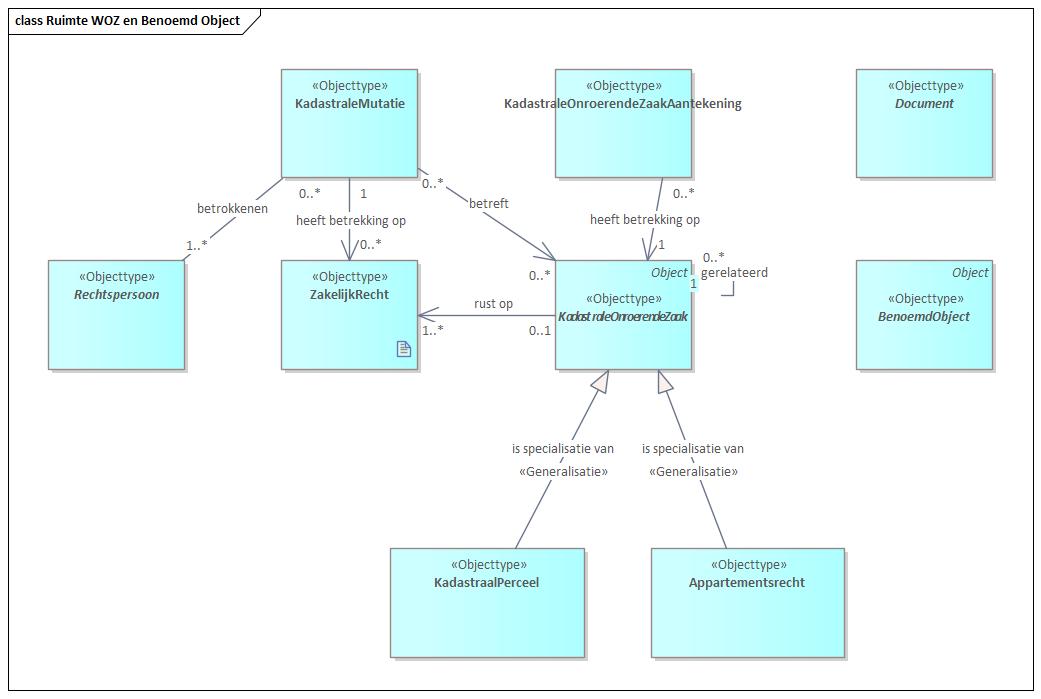 class Ruimte WOZ en Benoemd Object
«Objecttype»
KadastraleMutatie
«Objecttype»
KadastraleOnroerendeZaakAantekening
«Objecttype»
Document
0..*
betrokkenen
1..*
0..*
1
heeft betrekking op
0..*
0..*
betreft
0..*
0..*
heeft betrekking op
1
0..*
gerelateerd
1
«Objecttype»
Rechtspersoon
«Objecttype»
ZakelijkRecht
rust op
1..*
0..1
Object
«Objecttype»
KadastraleOnroerendeZaak
Object
«Objecttype»
BenoemdObject
is specialisatie van
«Generalisatie»
is specialisatie van
«Generalisatie»
«Objecttype»
KadastraalPerceel
«Objecttype»
Appartementsrecht